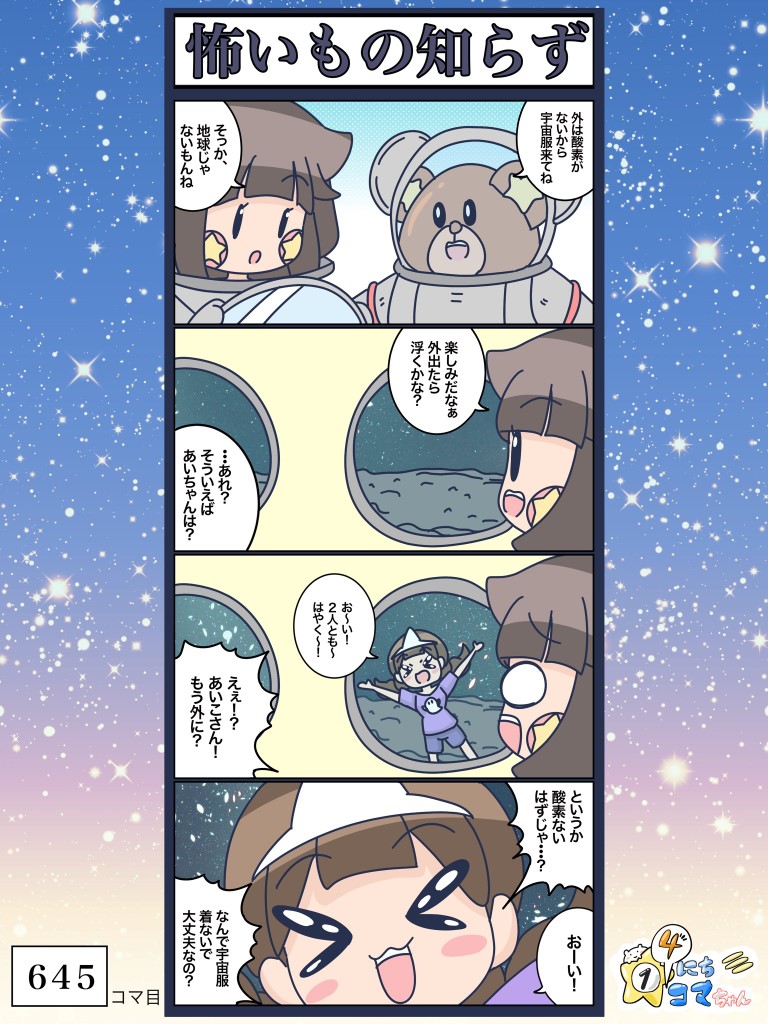 怖いもの知らず
外は酸素が
ないから
宇宙服来てね
そっか、
地球じゃ
ないもんね
楽しみだなぁ
外出たら
浮くかな?
…あれ?
そういえば
あいちゃんは?
お〜い!
2人とも〜
はやく〜!
えぇ!?
あいこさん!
もう外に?
というか
酸素ない
はずじゃ…?
おーい!
なんで宇宙服
着ないで
大丈夫なの?
645
コマ目
1
4
にち
コマちゃん